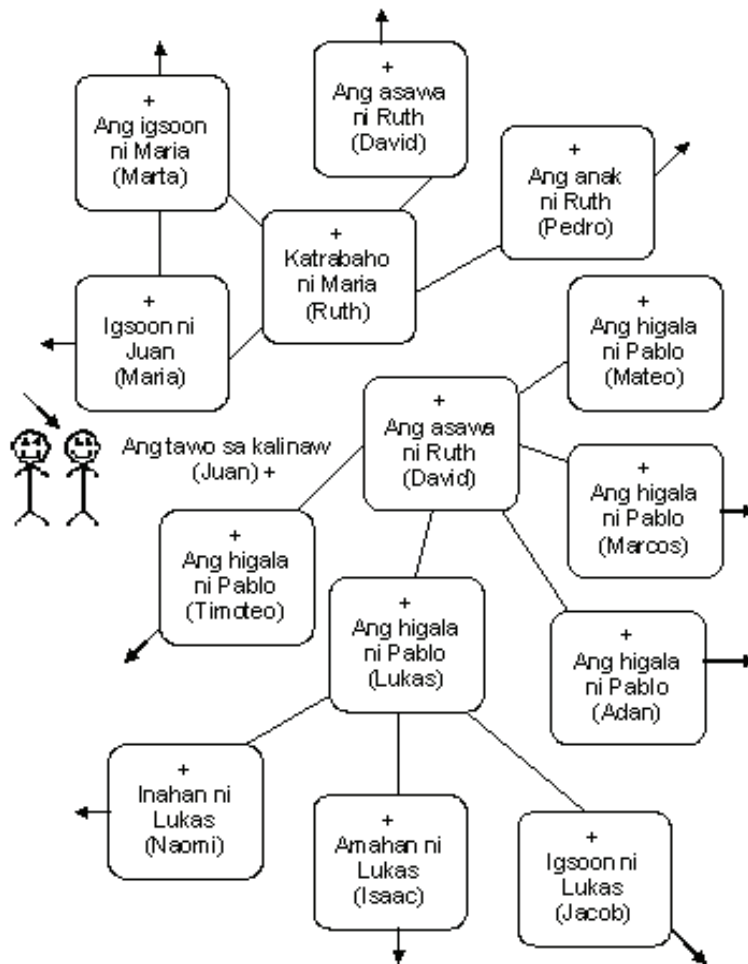 +
Ang igsoon
ni Maria
(Marta)
+
Ang asawa
ni Ruth
(David)
+
Ang anak
ni Ruth
(Pedro)
+
Katrabaho
ni Maria
(Ruth)
+
Igsoon ni
Juan
(Maria)
+
Ang higala
ni Pablo
(Mateo)
+
Ang asawa
ni Ruth
(David)
Ang tawo sa kalinaw
(Juan) +
+
Ang higala
ni Pablo
(Marcos)
+
Ang higala
ni Pablo
(Timoteo)
+
Ang higala
ni Pablo
(Lukas)
+
Ang higala
ni Pablo
(Adan)
+
Inahan ni
Lukas
(Naomi)
+
Amahan ni
Lukas
(Isaac)
+
Igsoon ni
Lukas
(Jacob)